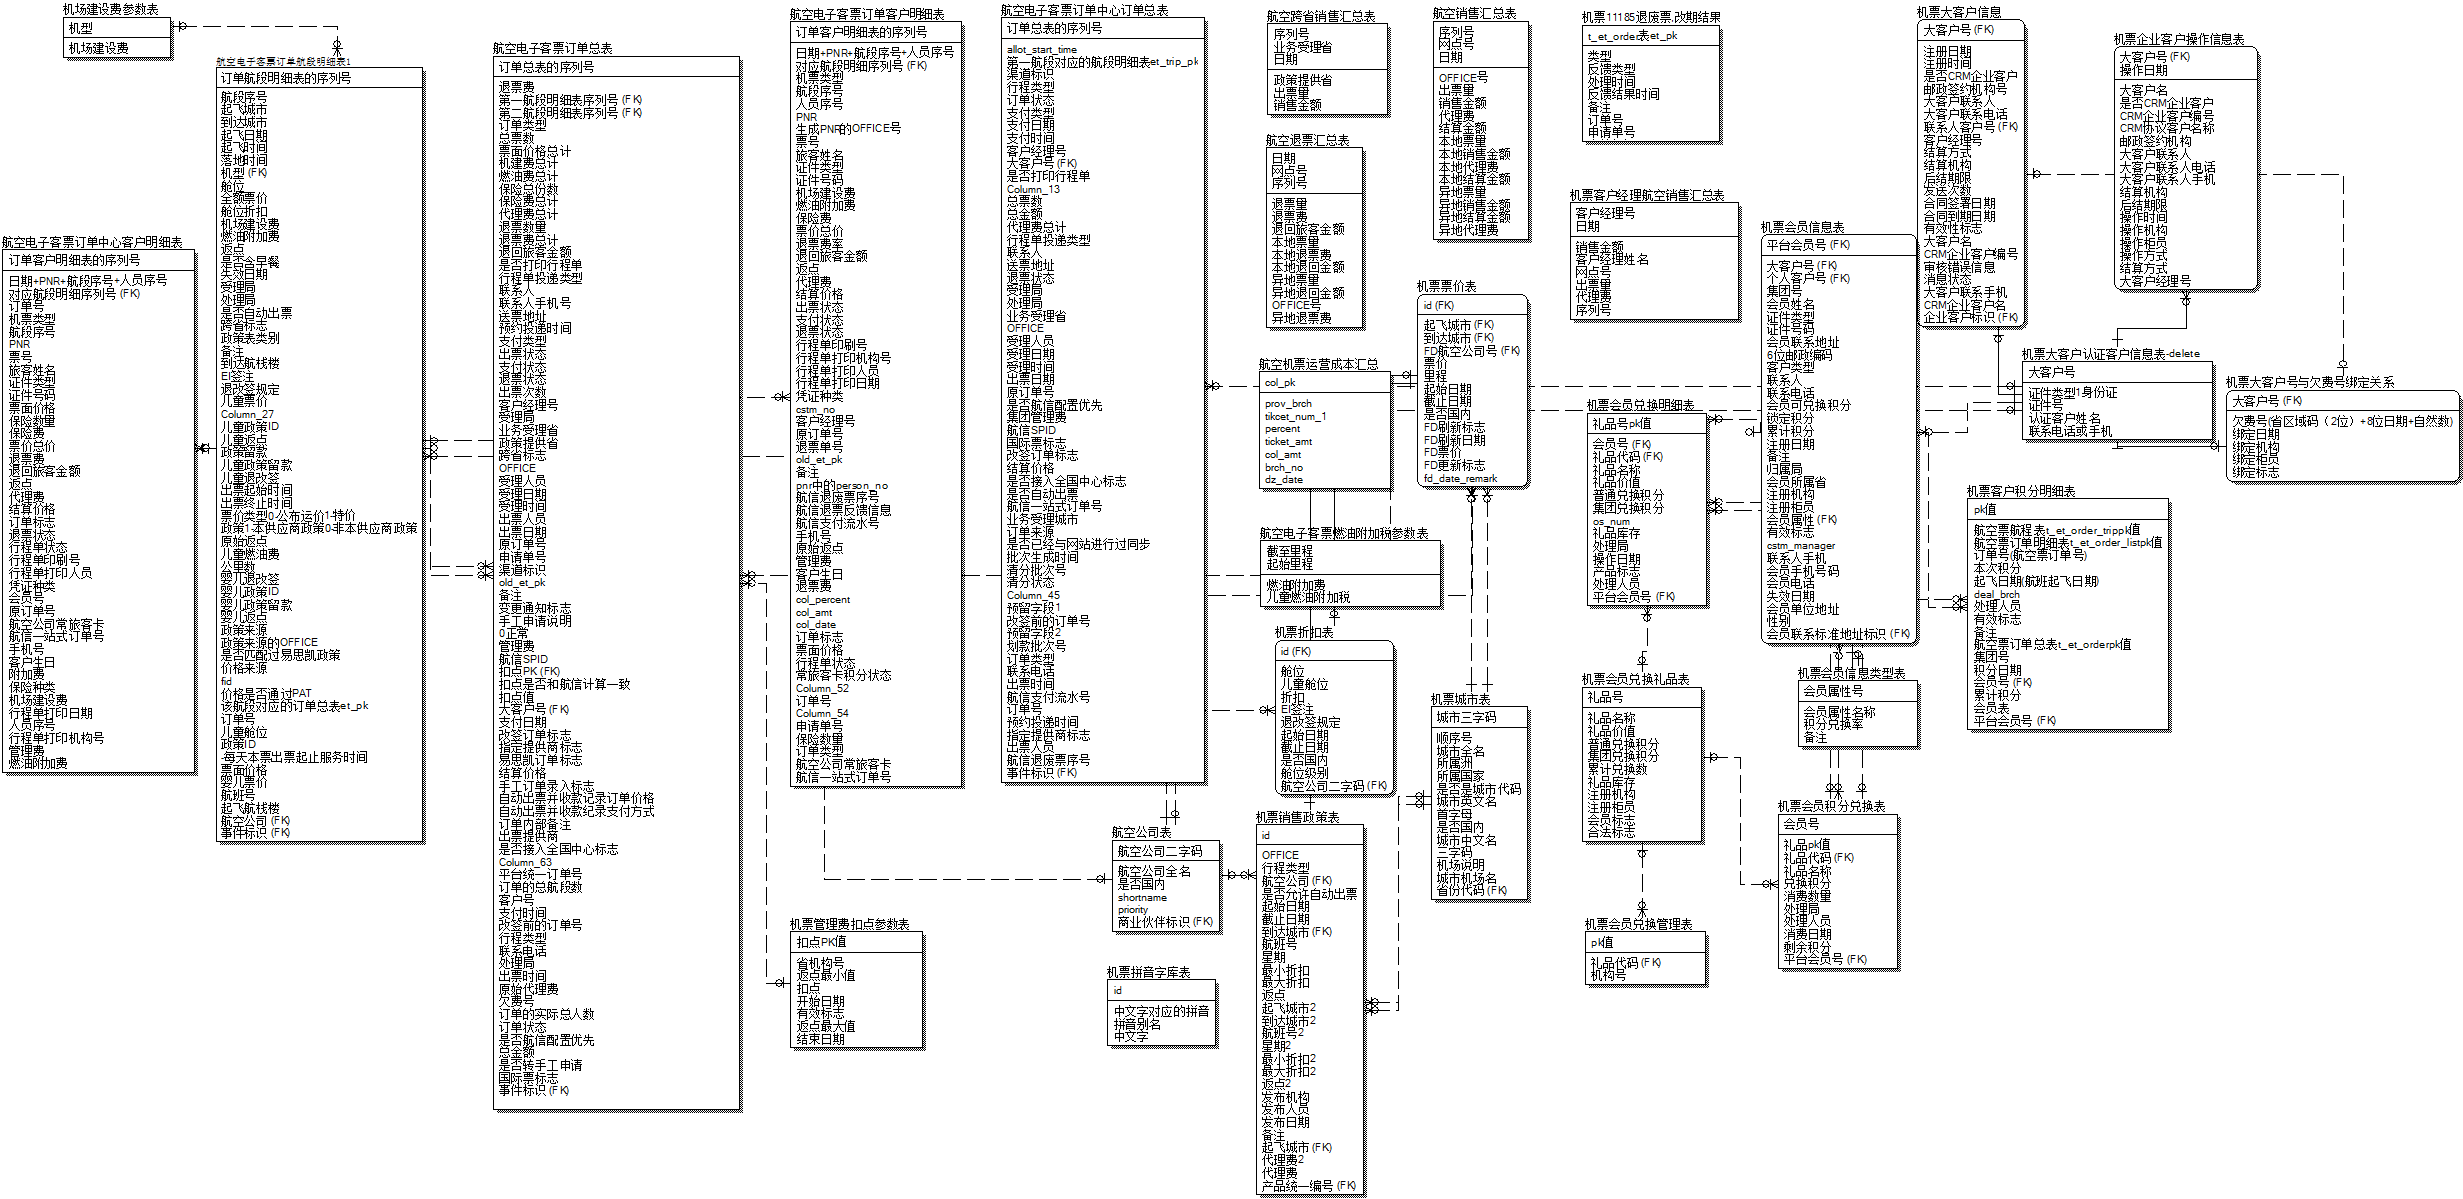 机场建设费参数表
机型
机场建设费
航空电子客票订单中心客户明细表
订单客户明细表的序列号
日期+PNR+航段序号+人员序号
对应航段明细序列号 (FK)
订单号
机票类型
航段序号
PNR
票号
旅客姓名
证件类型
证件号码
票面价格
保险数量
保险费
票价总价
退票费
退回旅客金额
返点
代理费
结算价格
订单标志
退票状态
行程单状态
行程单印刷号
行程单打印人员
凭证种类
会员号
原订单号
航空公司常旅客卡
航信一站式订单号
手机号
客户生日
附加费
保险种类
机场建设费
行程单打印日期
人员序号
行程单打印机构号
管理费
燃油附加费
航空电子客票订单航段明细表1
订单航段明细表的序列号
航段序号
起飞城市
到达城市
起飞日期
起飞时间
落地时间
机型 (FK)
舱位
全额票价
舱位折扣
机场建设费
燃油附加费
返点
是否含早餐
失效日期
受理局
处理局
是否自动出票
跨省标志
政策表类别
备注
到达航栈楼
EI签注
退改签规定
儿童票价
Column_27
儿童政策ID
儿童返点
政策留款
儿童政策留款
儿童退改签
出票起始时间
出票终止时间
票价类型0-公布运价1-特价
政策1-本供应商政策0-非本供应商政策
原始返点
儿童燃油费
公里数
婴儿退改签
婴儿政策ID
婴儿政策留款
婴儿返点
政策来源
政策来源的OFFICE
是否匹配过易思凯政策
价格来源
fid
价格是否通过PAT
该航段对应的订单总表et_pk
订单号
儿童舱位
政策ID
-每天本票出票起止服务时间
票面价格
婴儿票价
航班号
起飞航栈楼
航空公司 (FK)
事件标识 (FK)
航空电子客票订单总表
订单总表的序列号
退票费
第一航段明细表序列号 (FK)
第二航段明细表序列号 (FK)
订单类型
总票数
票面价格总计
机建费总计
燃油费总计
保险总份数
保险费总计
代理费总计
退票数量
退票费总计
退回旅客金额
是否打印行程单
行程单投递类型
联系人
联系人手机号
送票地址
预约投递时间
支付类型
出票状态
支付状态
退票状态
出票次数
客户经理号
受理局
业务受理省
政策提供省
跨省标志
OFFICE
受理人员
受理日期
受理时间
出票人员
出票日期
原订单号
申请单号
渠道标识
old_et_pk
备注
变更通知标志
手工申请说明
0正常
管理费
航信SPID
扣点PK (FK)
扣点是否和航信计算一致
扣点值
大客户号 (FK)
支付日期
改签订单标志
指定提供商标志
易思凯订单标志
结算价格
手工订单录入标志
自动出票并收款记录订单价格
自动出票并收款纪录支付方式
订单内部备注
出票提供商
是否接入全国中心标志
Column_63
平台统一订单号
订单的总航段数
客户号
支付时间
改签前的订单号
行程类型
联系电话
处理局
出票时间
原始代理费
欠费号
订单的实际总人数
订单状态
是否航信配置优先
总金额
是否转手工申请
国际票标志
事件标识 (FK)
航空电子客票订单客户明细表
订单客户明细表的序列号
日期+PNR+航段序号+人员序号
对应航段明细序列号 (FK)
机票类型
航段序号
人员序号
PNR
生成PNR的OFFICE号
票号
旅客姓名
证件类型
证件号码
机场建设费
燃油附加费
保险费
票价总价
退票费率
退回旅客金额
返点
代理费
结算价格
出票状态
支付状态
退票状态
行程单印刷号
行程单打印机构号
行程单打印人员
行程单打印日期
凭证种类
cstm_no
客户经理号
原订单号
退票单号
old_et_pk
备注
pnr中的person_no
航信退废票序号
航信退票反馈信息
航信支付流水号
手机号
原始返点
管理费
客户生日
退票费
col_percent
col_amt
col_date
订单标志
票面价格
行程单状态
常旅客卡积分状态
Column_52
订单号
Column_54
申请单号
保险数量
订单类型
航空公司常旅客卡
航信一站式订单号
机票管理费扣点参数表
扣点PK值
省机构号
返点最小值
扣点
开始日期
有效标志
返点最大值
结束日期
航空电子客票订单中心订单总表
订单总表的序列号
allot_start_time
第一航段对应的航段明细表et_trip_pk
渠道标识
行程类型
订单状态
支付类型
支付日期
支付时间
客户经理号
大客户号 (FK)
是否打印行程单
Column_13
总票数
总金额
代理费总计
行程单投递类型
联系人
送票地址
退票状态
受理局
处理局
业务受理省
OFFICE
受理人员
受理日期
受理时间
出票日期
原订单号
是否航信配置优先
集团管理费
航信SPID
国际票标志
改签订单标志
结算价格
是否接入全国中心标志
是否自动出票
航信一站式订单号
业务受理城市
订单来源
是否已经与网站进行过同步
批次生成时间
清分批次号
清分状态
Column_45
预留字段1
改签前的订单号
预留字段2
划款批次号
订单类型
联系电话
出票时间
航信支付流水号
订单号
预约投递时间
指定提供商标志
出票人员
航信退废票序号
事件标识 (FK)
航空公司表
航空公司二字码
航空公司全名
是否国内
shortname
priority
商业伙伴标识 (FK)
机票拼音字库表
id
中文字对应的拼音
拼音别名
中文字
航空跨省销售汇总表
序列号
业务受理省
日期
政策提供省
出票量
销售金额
航空退票汇总表
日期
网点号
序列号
退票量
退票费
退回旅客金额
本地票量
本地退票费
本地退回金额
异地票量
异地退回金额
OFFICE号
异地退票费
航空机票运营成本汇总
col_pk
prov_brch
tikcet_num_1
percent
ticket_amt
col_amt
brch_no
dz_date
航空电子客票燃油附加税参数表
截至里程
起始里程
燃油附加费
儿童燃油附加税
机票折扣表
id (FK)
舱位
儿童舱位
折扣
EI签注
退改签规定
起始日期
截止日期
是否国内
舱位级别
航空公司二字码 (FK)
机票销售政策表
id
OFFICE
行程类型
航空公司 (FK)
是否允许自动出票
起始日期
截止日期
到达城市 (FK)
航班号
星期
最小折扣
最大折扣
返点
起飞城市2
到达城市2
航班号2
星期2
最小折扣2
最大折扣2
返点2
发布机构
发布人员
发布日期
备注
起飞城市 (FK)
代理费2
代理费
产品统一编号 (FK)
航空销售汇总表
序列号
网点号
日期
OFFICE号
出票量
销售金额
代理费
结算金额
本地票量
本地销售金额
本地代理费
本地结算金额
异地票量
异地销售金额
异地结算金额
异地代理费
机票票价表
id (FK)
起飞城市 (FK)
到达城市 (FK)
FD航空公司号 (FK)
票价
里程
起始日期
截止日期
是否国内
FD刷新标志
FD刷新日期
FD票价
FD更新标志
fd_date_remark
机票城市表
城市三字码
顺序号
城市全名
所属洲
所属国家
是否是城市代码
城市英文名
首字母
是否国内
城市中文名
三字码
机场说明
城市机场名
省份代码 (FK)
机票11185退废票,改期结果
t_et_order表et_pk
类型
反馈类型
处理时间
反馈结果时间
备注
订单号
申请单号
机票客户经理航空销售汇总表
客户经理号
日期
销售金额
客户经理姓名
网点号
出票量
代理费
序列号
机票会员兑换明细表
礼品号pk值
会员号 (FK)
礼品代码 (FK)
礼品名称
礼品价值
普通兑换积分
集团兑换积分
os_num
礼品库存
处理局
操作日期
产品标志
处理人员
平台会员号 (FK)
机票会员兑换礼品表
礼品号
礼品名称
礼品价值
普通兑换积分
集团兑换积分
累计兑换数
礼品库存
注册机构
注册柜员
会员标志
合法标志
机票会员兑换管理表
pk值
礼品代码 (FK)
机构号
机票会员信息表
平台会员号 (FK)
大客户号 (FK)
个人客户号 (FK)
集团号
会员姓名
证件类型
证件号码
会员联系地址
6位邮政编码
客户类型
联系人
联系电话
会员可兑换积分
锁定积分
累计积分
注册日期
备注
归属局
会员所属省
注册机构
注册柜员
会员属性 (FK)
有效标志
cstm_manager
联系人手机
会员手机号码
会员电话
失效日期
会员单位地址
性别
会员联系标准地址标识 (FK)
机票会员信息类型表
会员属性号
会员属性名称
积分兑换率
备注
机票会员积分兑换表
会员号
礼品pk值
礼品代码 (FK)
礼品名称
兑换积分
消费数量
处理局
处理人员
消费日期
剩余积分
平台会员号 (FK)
机票大客户信息
大客户号 (FK)
注册日期
注册时间
是否CRM企业客户
邮政签约机构号
大客户联系人
大客户联系电话
联系人客户号 (FK)
客户经理号
结算方式
结算机构
后结期限
发送次数
合同签署日期
合同到期日期
有效性标志
大客户名
CRM企业客户编号
审核错误信息
消息状态
大客户联系手机
CRM企业客户名
企业客户标识 (FK)
机票企业客户操作信息表
大客户号 (FK)
操作日期
大客户名
是否CRM企业客户
CRM企业客户编号
CRM协议客户名称
邮政签约机构
大客户联系人
大客户联系人电话
大客户联系人手机
结算机构
后结期限
操作时间
操作机构
操作柜员
操作方式
结算方式
大客户经理号
机票大客户认证客户信息表-delete
大客户号
证件类型1身份证
证件号
认证客户姓名
联系电话或手机
机票大客户号与欠费号绑定关系
大客户号 (FK)
欠费号(省区域码（2位）+8位日期+自然数)
绑定日期
绑定机构
绑定柜员
绑定标志
机票客户积分明细表
pk值
航空票航程表t_et_order_trippk值
航空票订单明细表t_et_order_listpk值
订单号(航空票订单号)
本次积分
起飞日期(航班起飞日期)
deal_brch
处理人员
有效标志
备注
航空票订单总表t_et_orderpk值
集团号
积分日期
会员号 (FK)
累计积分
会员表
平台会员号 (FK)